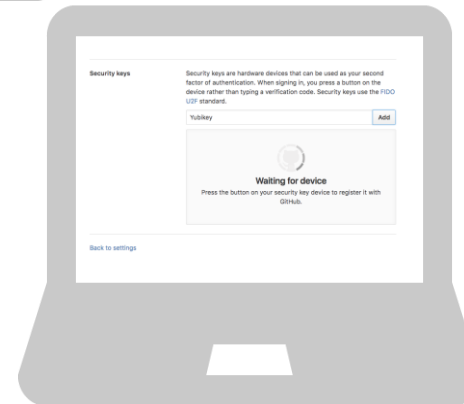 Security keys
Security keys are hardware devices that can be used as your second
factor of authentication. When signing in, you press a button on the
device rather than typing a verification code. Security keys use the FIDO
U2F standard.
Yubikey
Add
Waiting for device
Press the button on your security key device to register it with
GitHub.
Back to settings